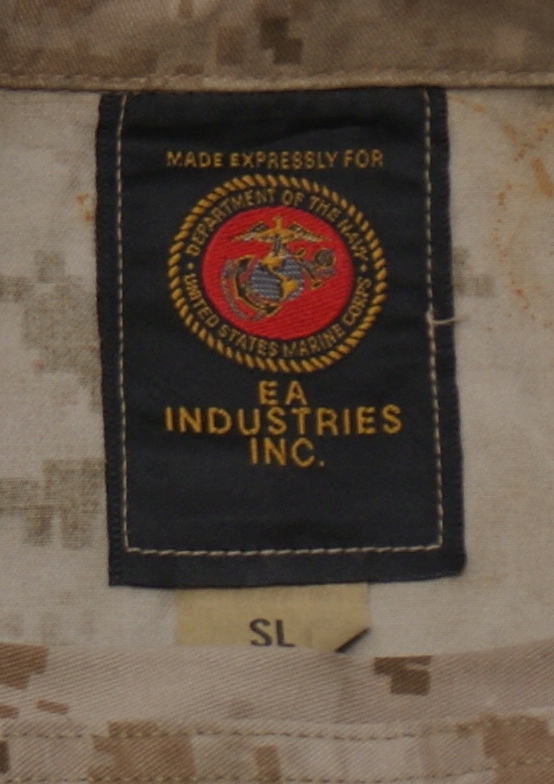 MADE EXPRESSLY FOR
DEPARTMENT OF THE NAVY
UNITED STATES MARINE CORPS
EA
INDUSTRIES
INC.
SL